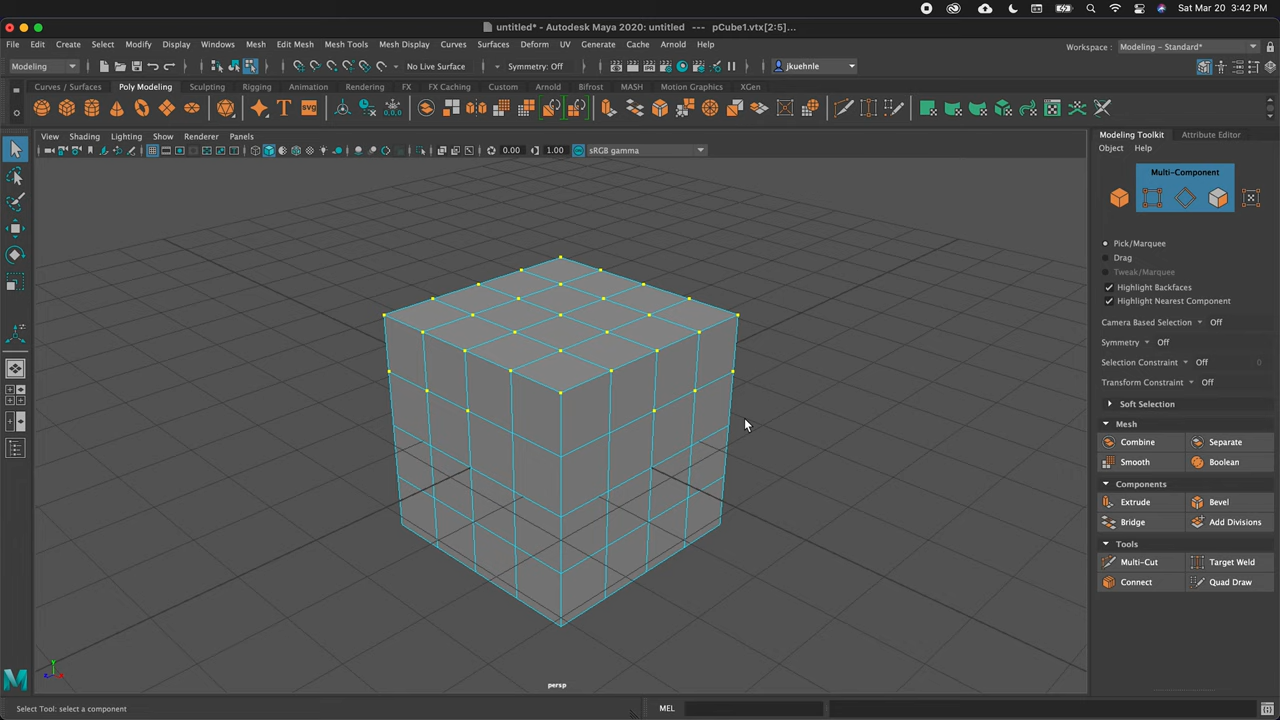 Sat Mar 20 3:42 PM
untitled* - Autodesk Maya 2020: untitled --- pCube1.vtx[2:5]...
File Edit Create Select Modify Display Windows Mesh Edit Mesh Mesh Tools Mesh Display Curves Surfaces Deform UV Generate Cache Arnold Help
Workspace : Modeling - Standard*
Modeling No Live Surface Symmetry: Off jkuehnle
Curves / Surfaces Poly Modeling Sculpting Rigging Animation Rendering FX FX Caching Custom Arnold Bifrost MASH Motion Graphics XGen
View Shading Lighting Show Renderer Panels
0.00 1.00 sRGB gamma
Modeling Toolkit Attribute Editor
Object Help
Multi-Component
Pick/Marquee
Drag
Tweak/Marquee
Highlight Backfaces
Highlight Nearest Component
Camera Based Selection Off
Symmetry Off
Selection Constraint Off 0
Transform Constraint Off
Soft Selection
Mesh
Combine Separate
Smooth Boolean
Components
Extrude Bevel
Bridge Add Divisions
Tools
Multi-Cut Target Weld
Connect Quad Draw
persp
Select Tool: select a component
MEL